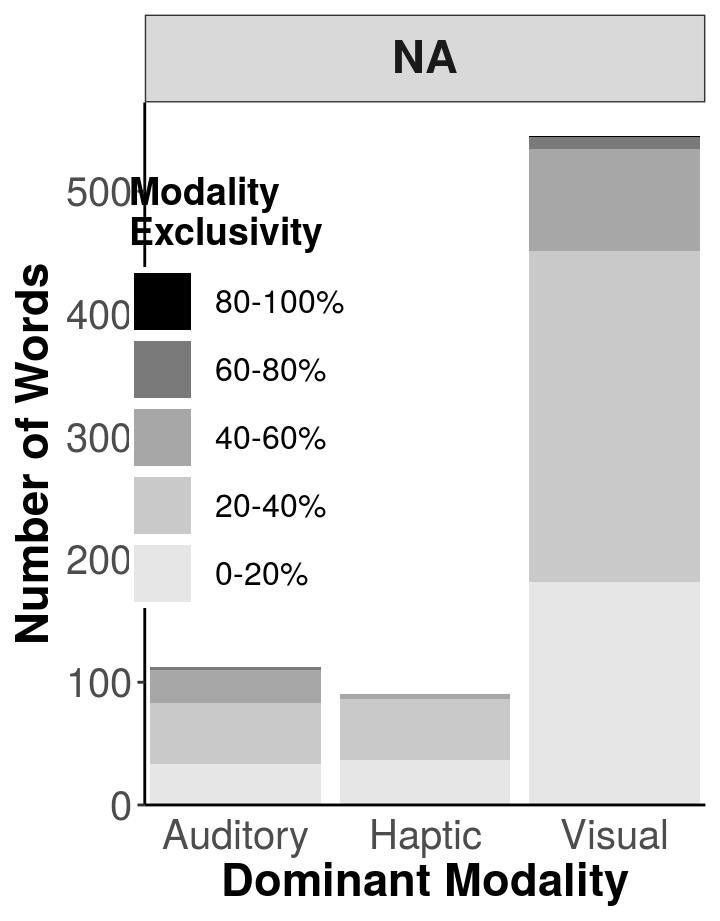 NA
Number of Words
500
400
300
200
100
0
Modality
Exclusivity
80-100%
60-80%
40-60%
20-40%
0-20%
Auditory Haptic Visual
Dominant Modality